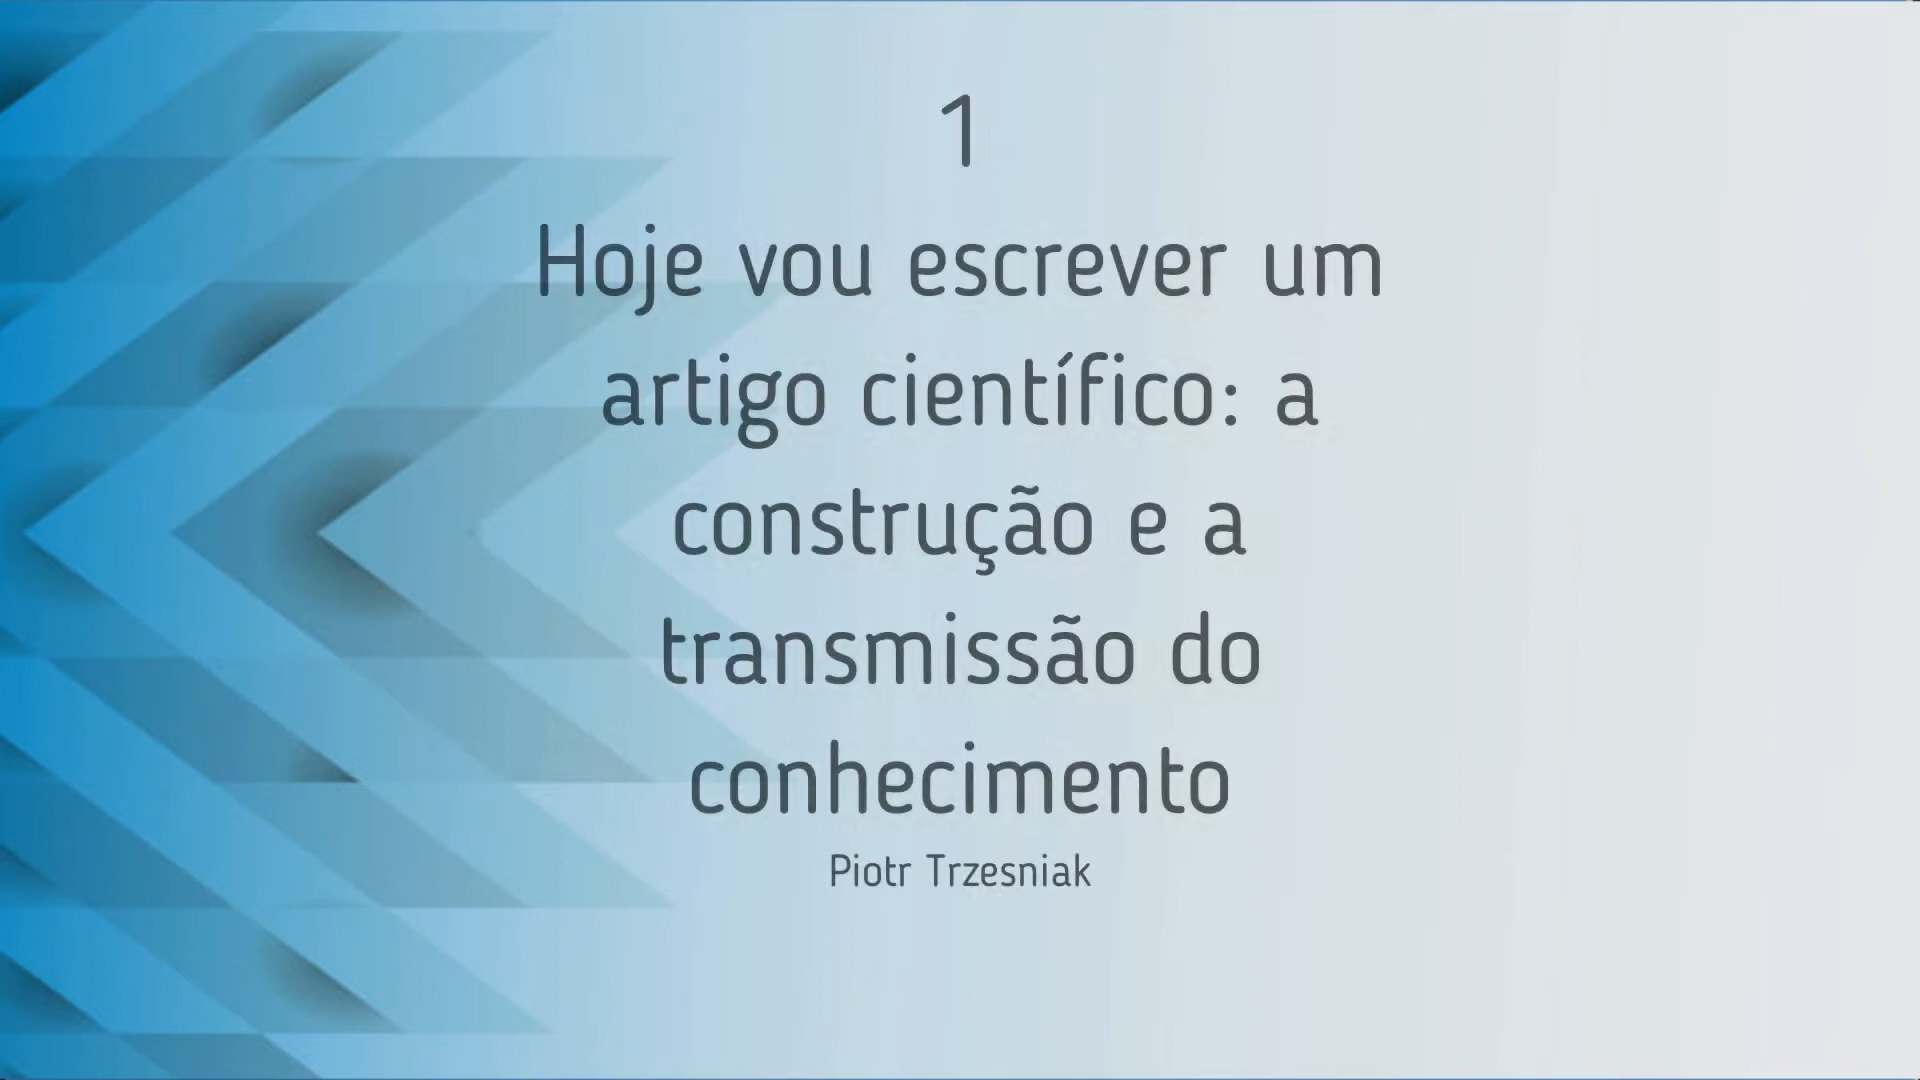 1
Hoje vou escrever um
artigo científico: a
construção e a
transmissão do
conhecimento
Piotr Trzesniak